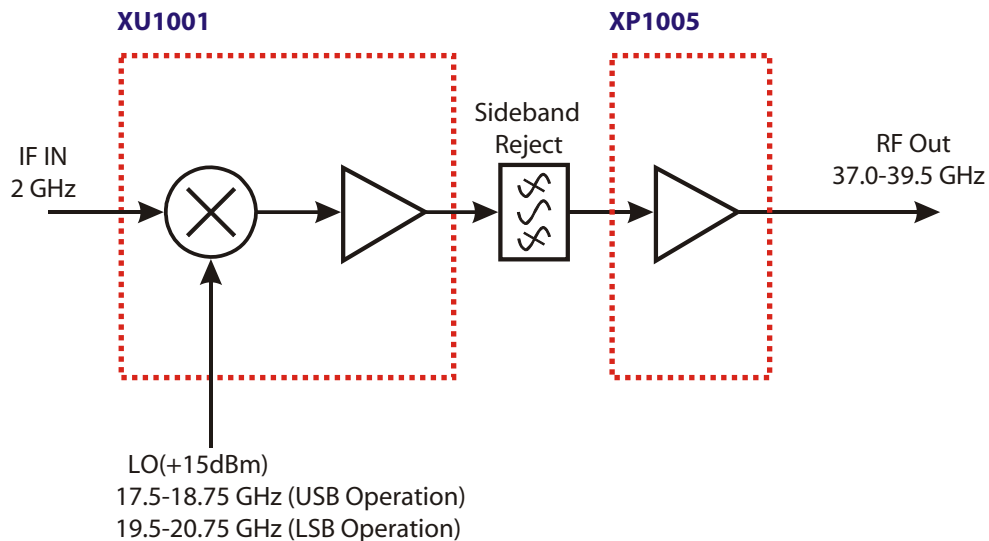 XU1001
XP1005
Sideband
Reject
IF IN
2 GHz
RF Out
37.0-39.5 GHz
LO(+15dBm)
17.5-18.75 GHz (USB Operation)
19.5-20.75 GHz (LSB Operation)